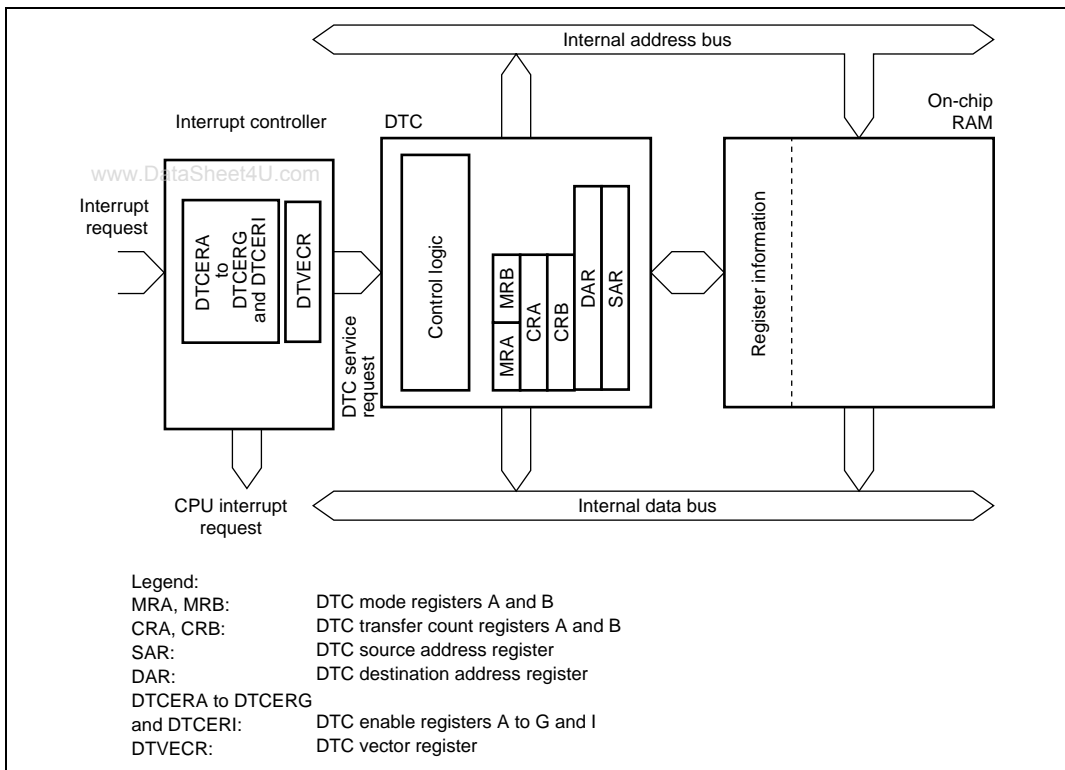 Internal address bus
On-chip
RAM
Interrupt controller
DTC
www.DataSheet4U.com
Interrupt
request
DTCERA
to
DTCERG
and DTCERI
DTVECR
DTC service
request
Control logic
MRA
MRB
CRA
CRB
DAR
SAR
Register information
CPU interrupt
request
Internal data bus
Legend:
MRA, MRB: DTC mode registers A and B
CRA, CRB: DTC transfer count registers A and B
SAR: DTC source address register
DAR: DTC destination address register
DTCERA to DTCERG
and DTCERI: DTC enable registers A to G and I
DTVECR: DTC vector register